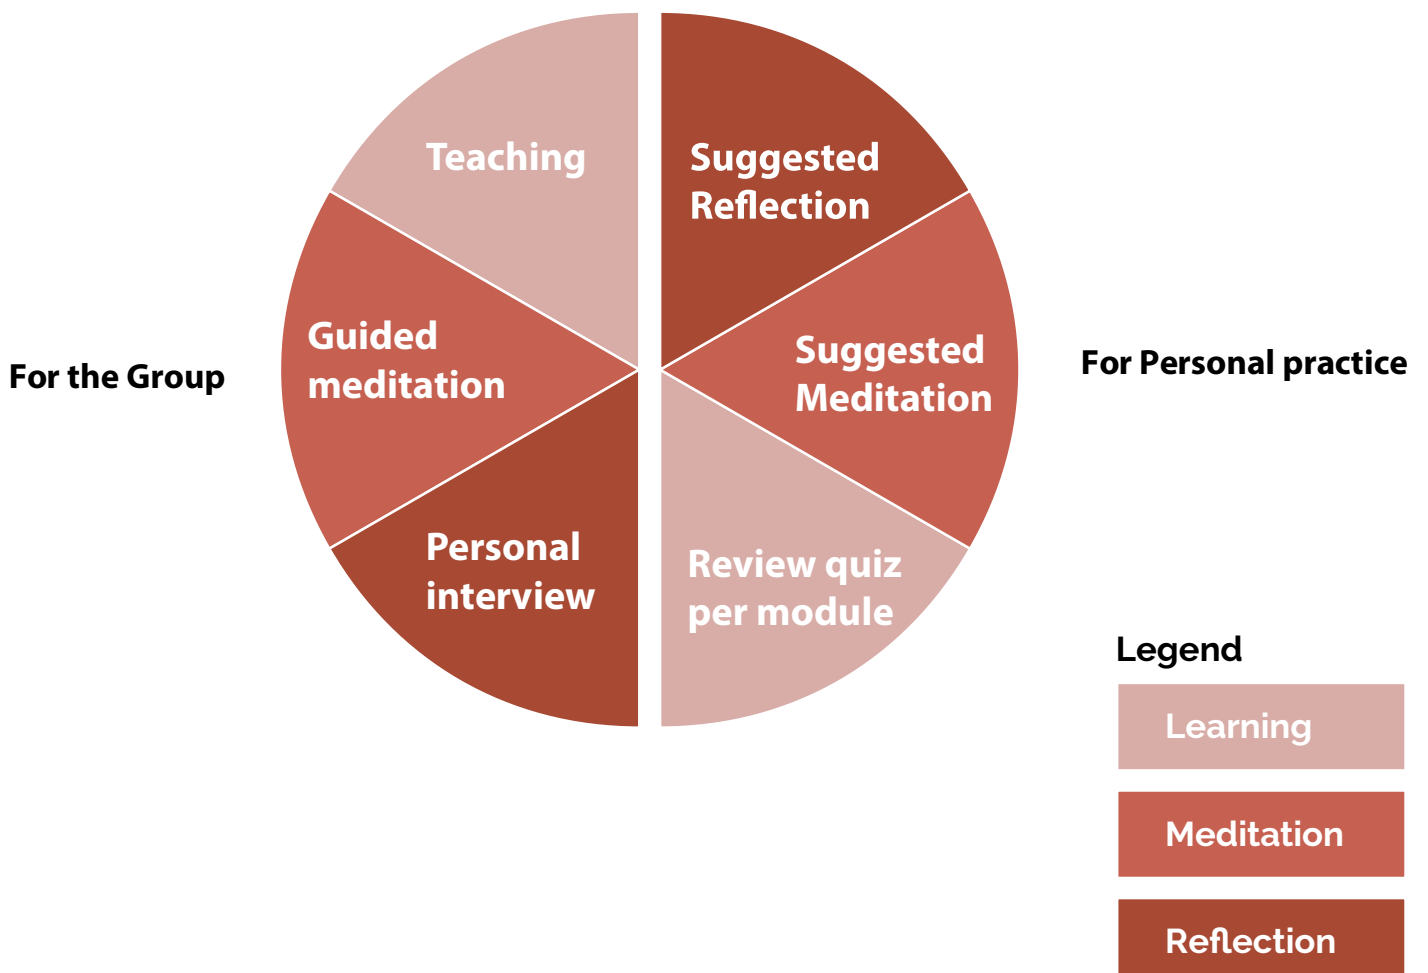 Teaching
Suggested
Reflection
Guided
meditation
Suggested
Meditation
For the Group
For Personal practice
Personal
interview
Review quiz
per module
Legend
Learning
Meditation
Reflection